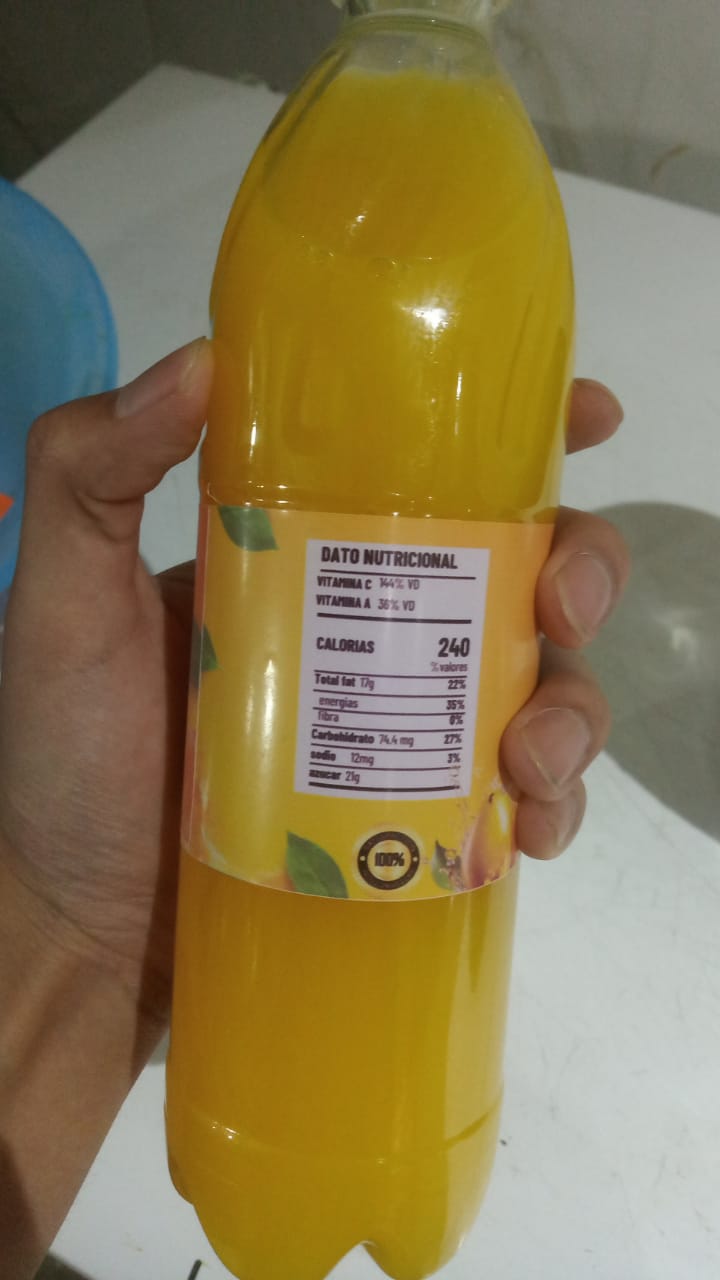 DATO NUTRICIONAL
VITAMINA C 144% VD
VITAMINA A 36% VD
CALORIAS 240
% valores
Total fat 17g 22%
energias 35%
fibra 0%
Carbohidrato 74.4 mg 27%
sodio 12mg 3%
azucar 21g
100%